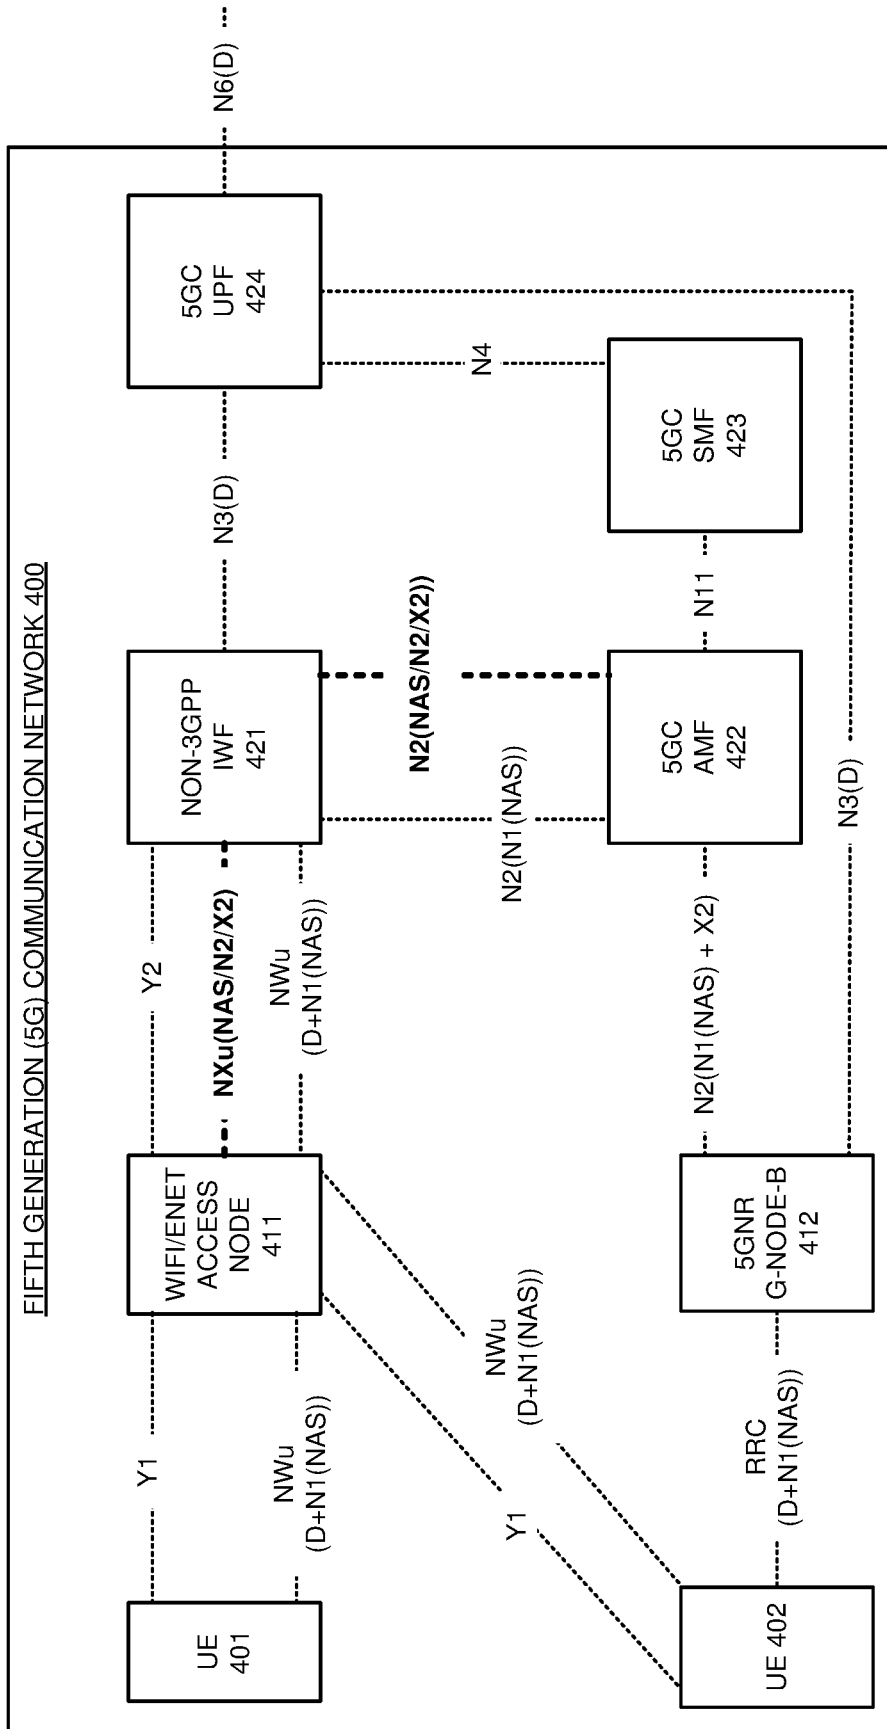 FIFTH GENERATION (5G) COMMUNICATION NETWORK 400
UE
401
Y1
NWu
(D+N1(NAS))
WIFI/ENET
ACCESS
NODE
411
Y2
NXu(NAS/N2/X2)
NWu
(D+N1(NAS))
NON-3GPP
IWF
421
N3(D)
5GC
UPF
424
N6(D)
NWu
(D+N1(NAS))
Y1
N2(N1(NAS))
N2(NAS/N2/X2))
N4
UE 402
RRC
(D+N1(NAS))
5GNR
G-NODE-B
412
N2(N1(NAS) + X2)
5GC
AMF
422
N11
5GC
SMF
423
N3(D)